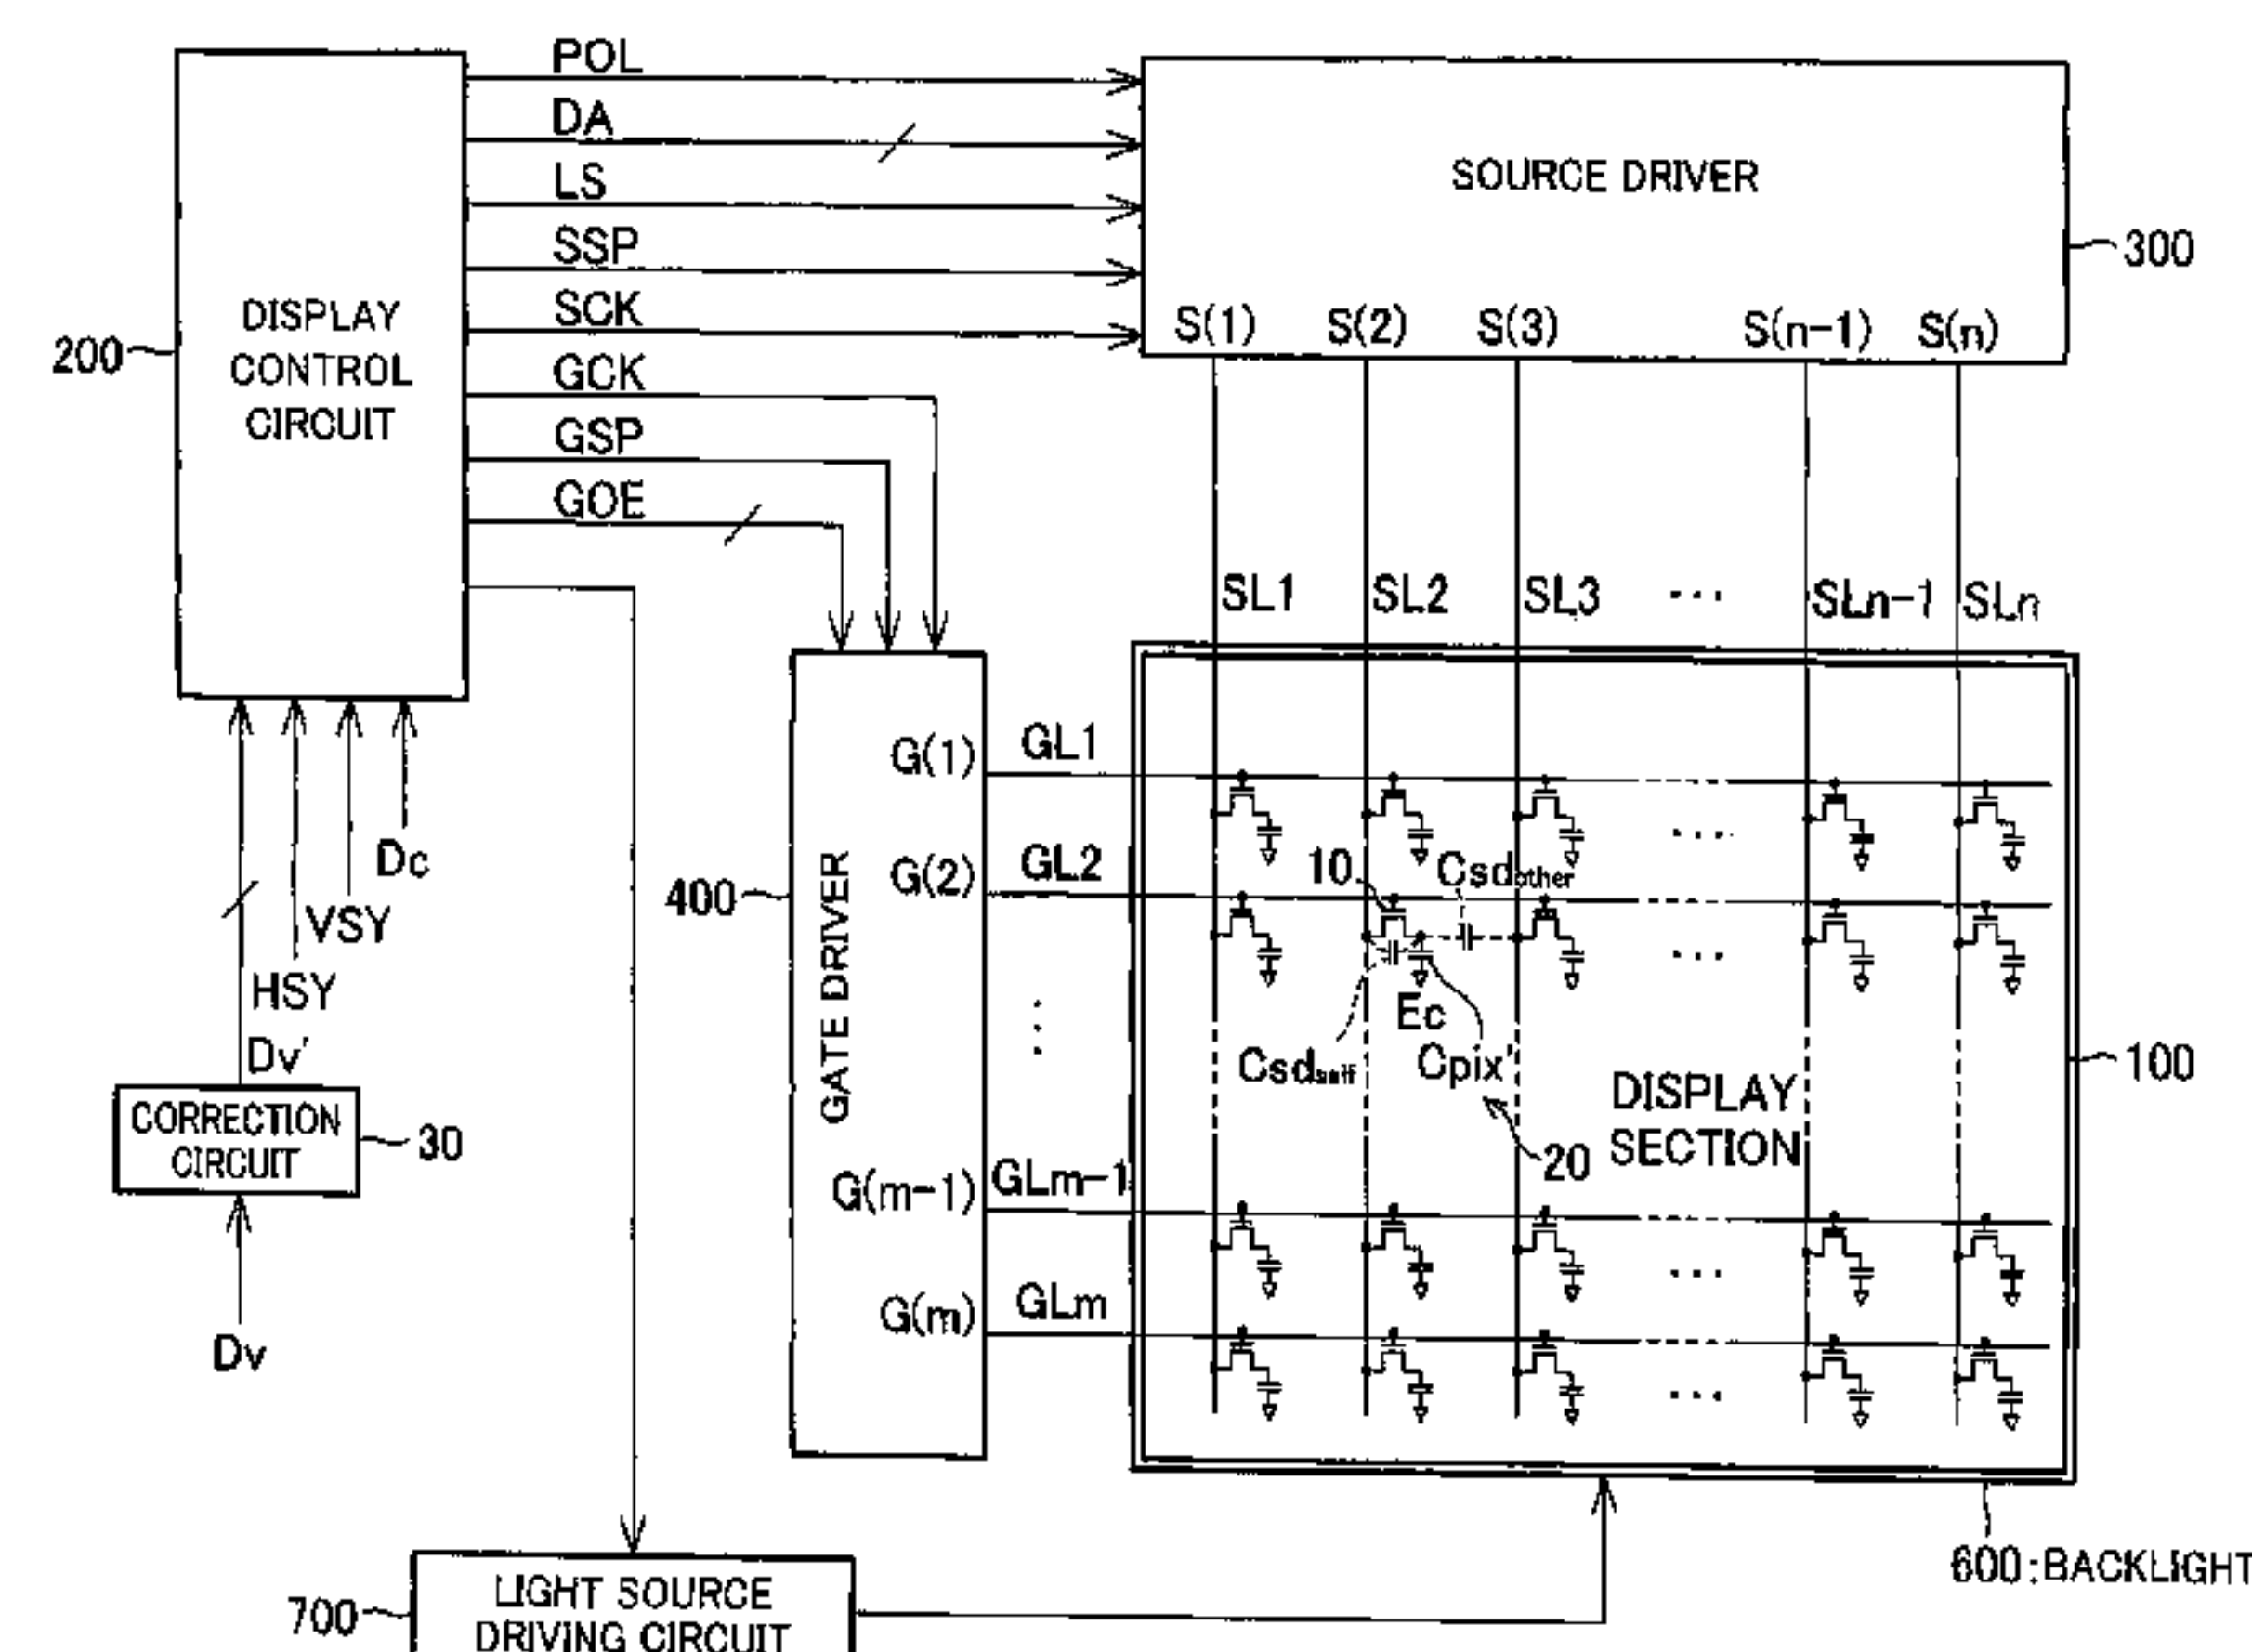 POL
DA
LS
SSP
SCK
GCK
GSP
GOE
200
DISPLAY
CONTROL
CIRCUIT
SOURCE DRIVER
300
S(1) S(2) S(3) S(n-1) S(n)
SL1 SL2 SL3 ... SLn-1 SLn
Dc
VSY
HSY
Dv'
CORRECTION
CIRCUIT
30
Dv
400
GATE DRIVER
G(1) GL1
G(2) GL2
G(m-1) GLm-1
G(m) GLm
10
Csdother
Ec
Csdself
Cpix'
20
DISPLAY
SECTION
100
600:BACKLIGHT
700
LIGHT SOURCE
DRIVING CIRCUIT